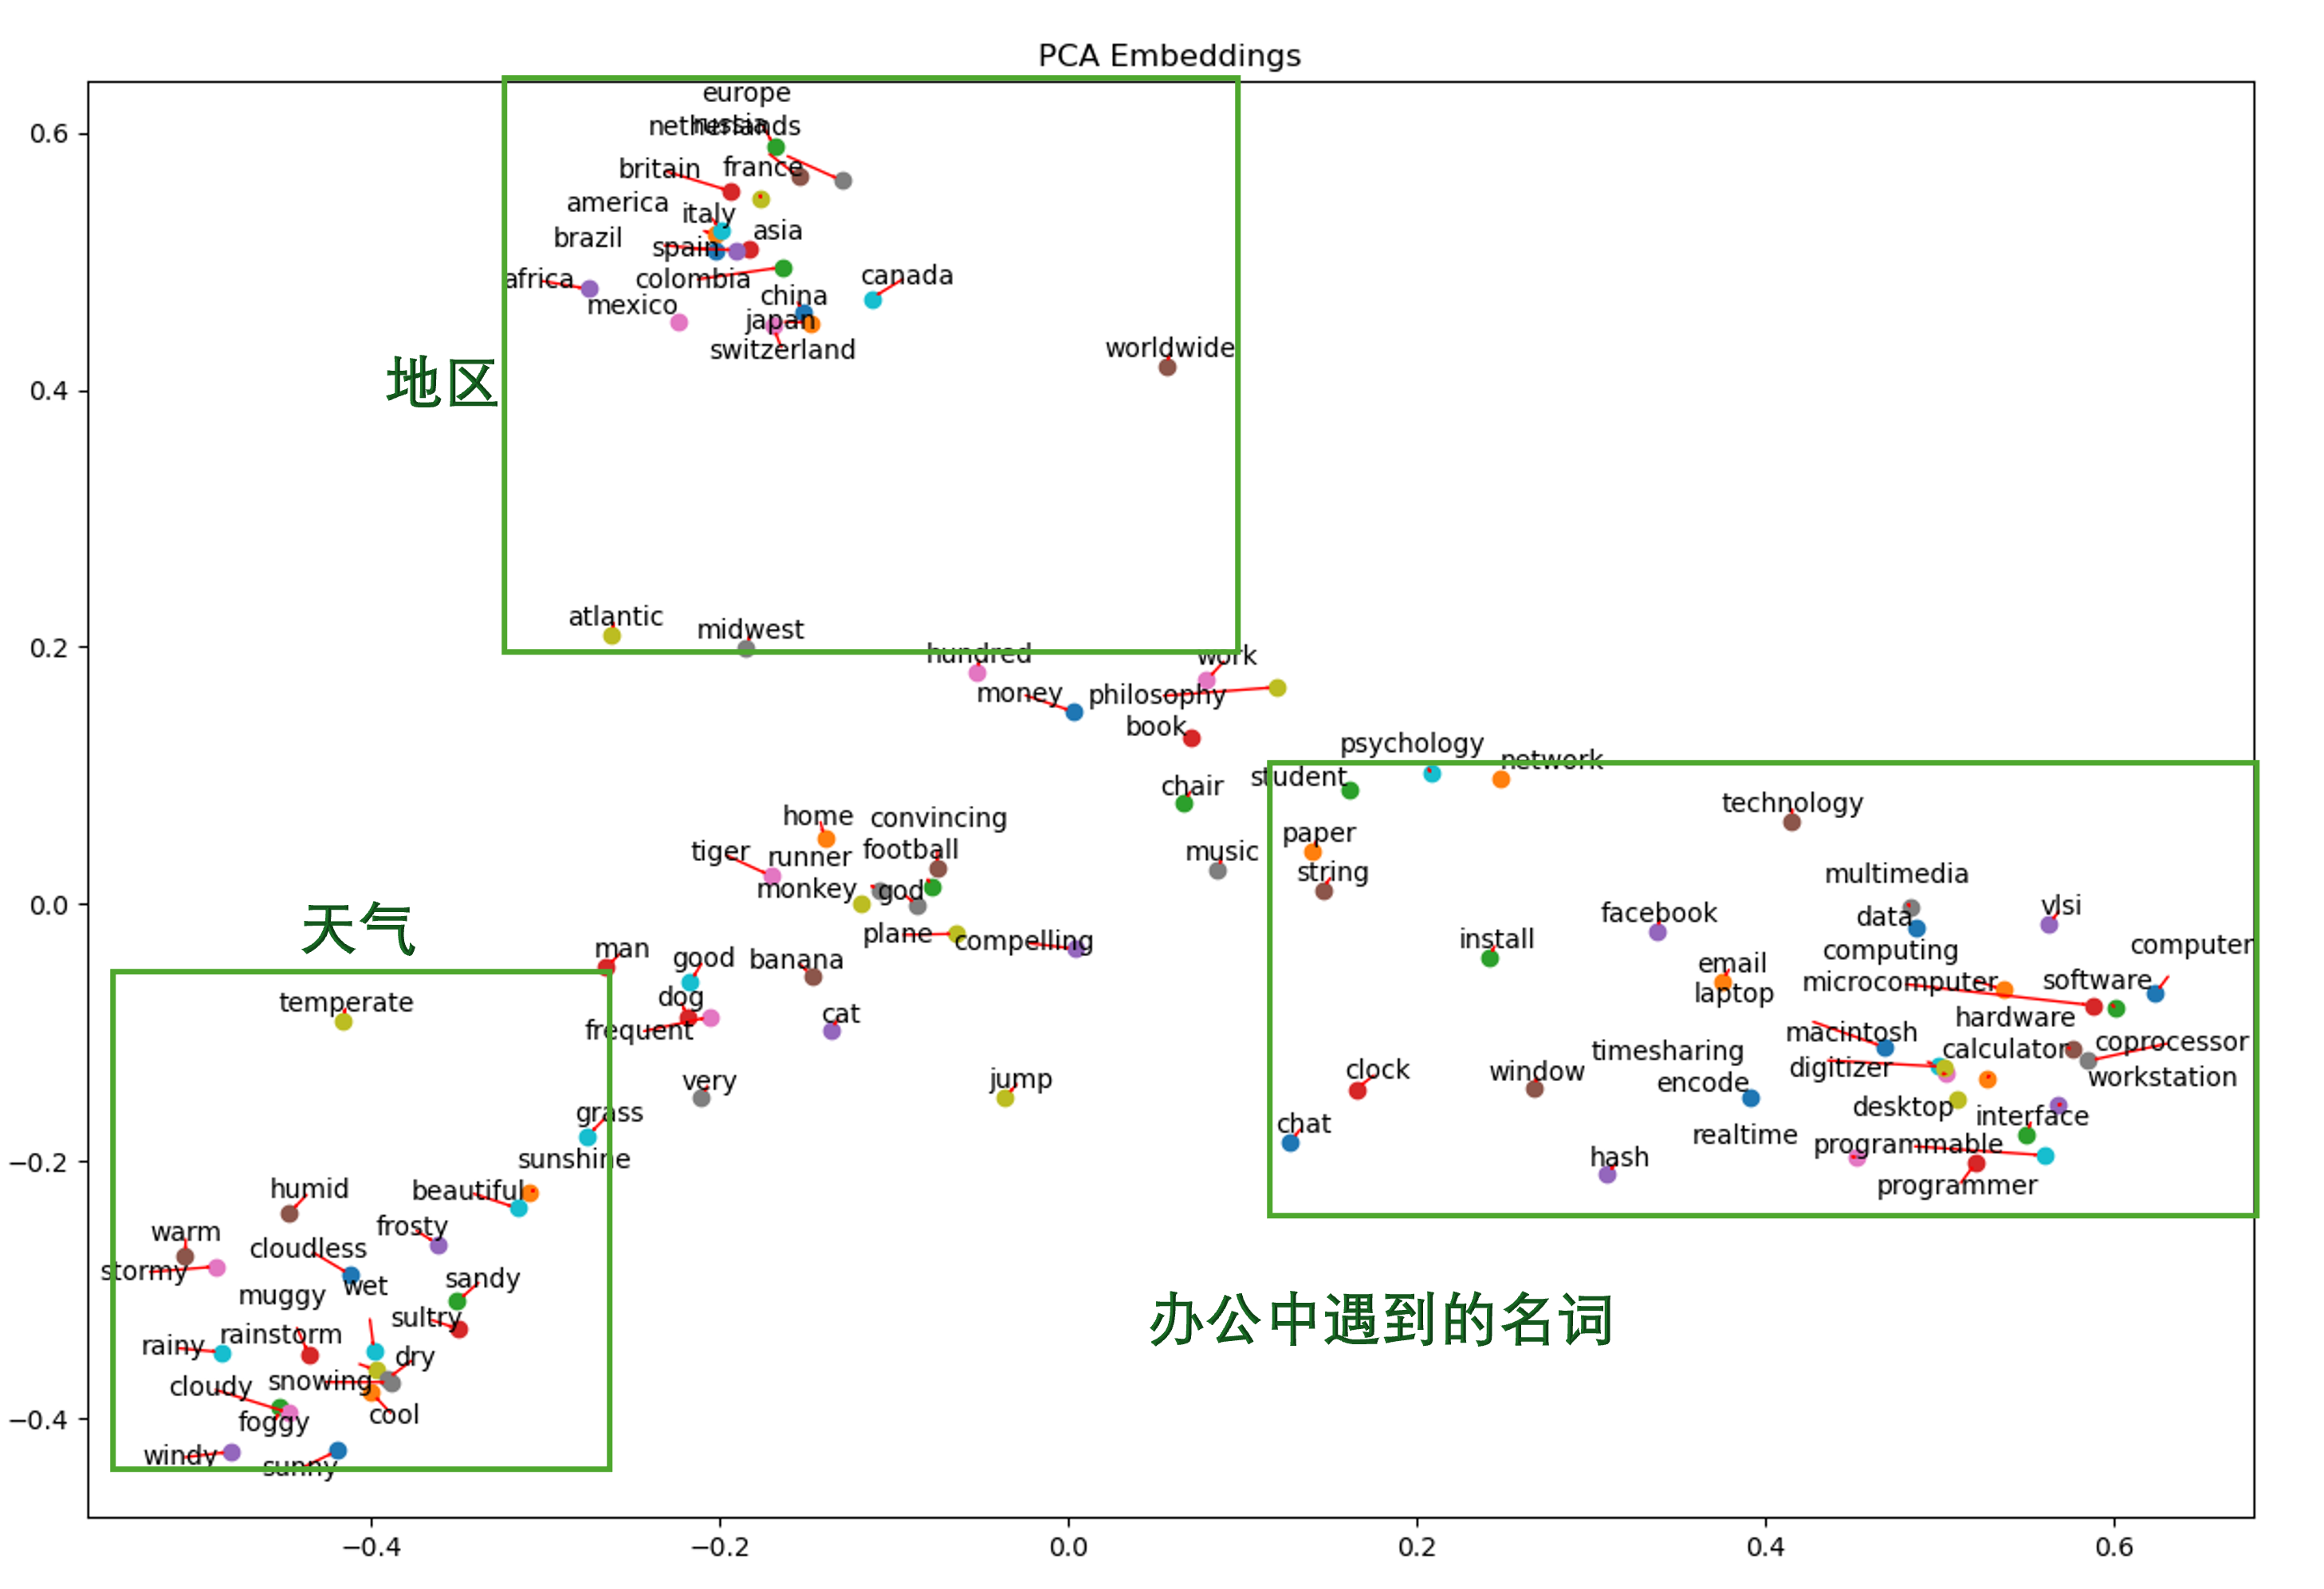 PCA Embeddings
europe
netherlands
russia
britain
france
america
italy
brazil
spain
asia
africa
colombia
canada
mexico
china
japan
switzerland
worldwide
地区
atlantic
midwest
hundred
work
money
philosophy
book
psychology
network
student
chair
technology
home
convincing
paper
tiger
runner
football
music
string
multimedia
monkey
god
data
vlsi
facebook
天气
plane
compelling
install
computing
computer
man
good
banana
email
microcomputer
software
laptop
temperate
dog
cat
frequent
hardware
macintosh
coprocessor
timesharing
calculator
digitizer
clock
window
encode
workstation
very
jump
desktop
interface
grass
chat
realtime
programmable
sunshine
hash
humid
beautiful
programmer
frosty
warm
cloudless
stormy
sandy
wet
muggy
sultry
办公中遇到的名词
rainy
rainstorm
dry
snowing
cloudy
cool
foggy
windy
sunny
0.6
0.4
0.2
0.0
−0.2
−0.4
−0.4
−0.2
0.0
0.2
0.4
0.6